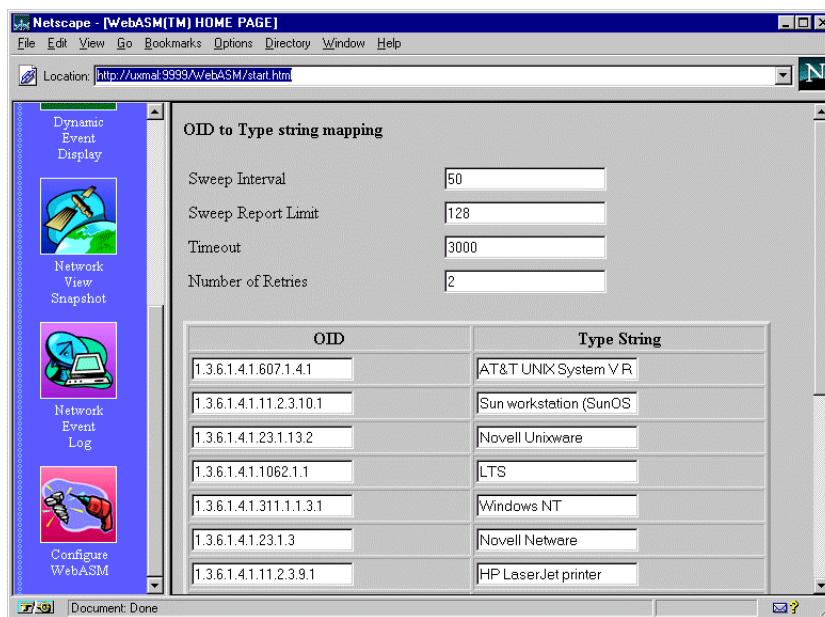 Netscape - [WebASM(TM) HOME PAGE]
File Edit View Go Bookmarks Options Directory Window Help
Location: http://uxmal:9999/WebASM/start.html
N
Dynamic
Event
Display
Network
View
Snapshot
Network
Event
Log
Configure
WebASM
OID to Type string mapping
Sweep Interval 50
Sweep Report Limit 128
Timeout 3000
Number of Retries 2
OID Type String
1.3.6.1.4.1.607.1.4.1 AT&T UNIX System V R
1.3.6.1.4.1.11.2.3.10.1 Sun workstation (SunOS
1.3.6.1.4.1.23.1.13.2 Novell Unixware
1.3.6.1.4.1.1062.1.1 LTS
1.3.6.1.4.1.311.1.1.3.1 Windows NT
1.3.6.1.4.1.23.1.3 Novell Netware
1.3.6.1.4.1.11.2.3.9.1 HP LaserJet printer
Document: Done
?